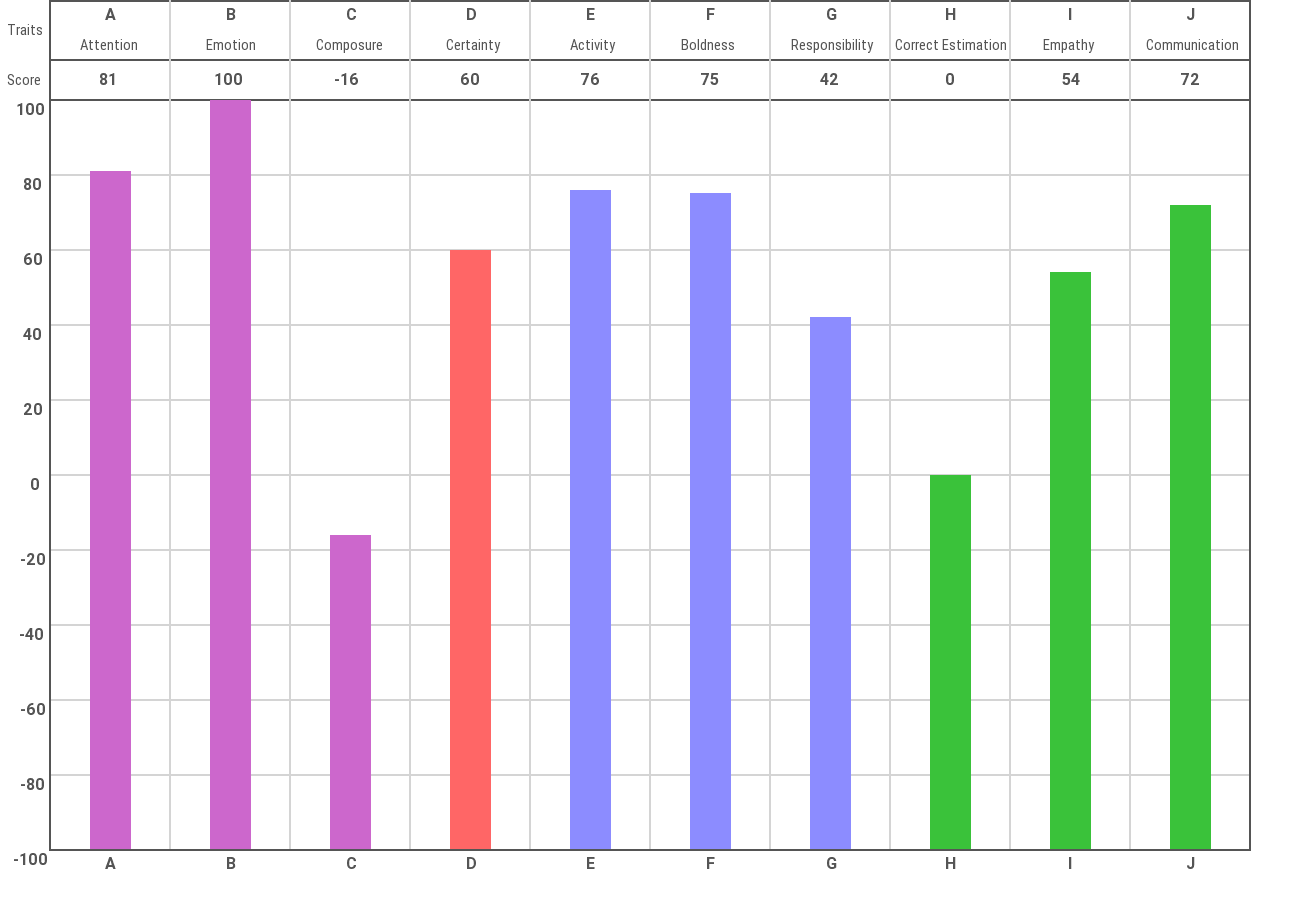 A B C D E F G H I J
Traits
Attention Emotion Composure Certainty Activity Boldness Responsibility Correct Estimation Empathy Communication
Score 81 100 -16 60 76 75 42 0 54 72
100
80
60
40
20
0
-20
-40
-60
-80
-100
A B C D E F G H I J